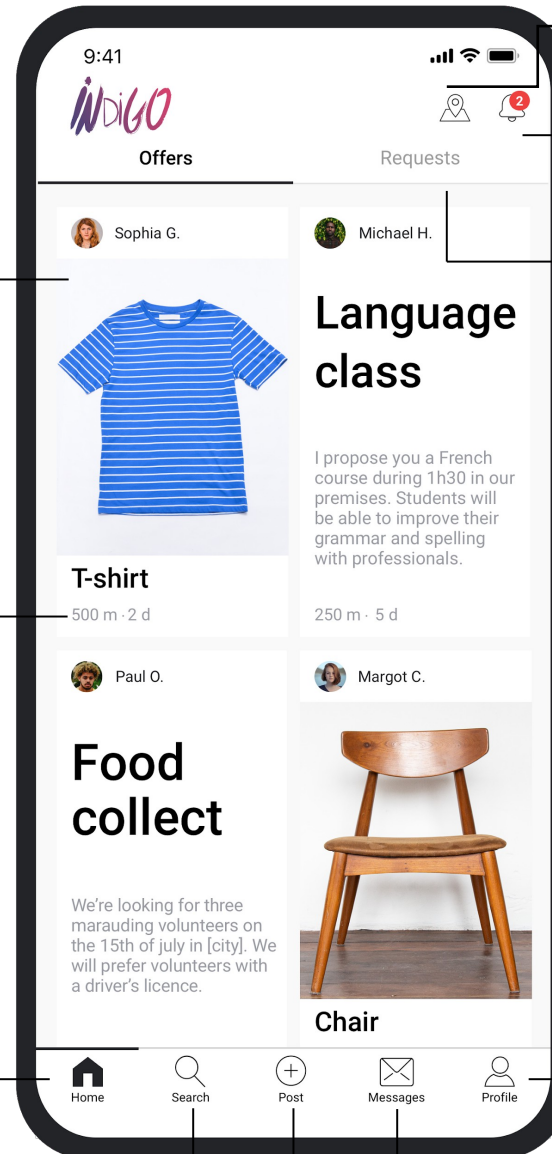 9:41
INDIGO
2
Offers
Requests
Sophia G.
T-shirt
500 m · 2 d
Michael H.
Language
class
I propose you a French
course during 1h30 in our
premises. Students will
be able to improve their
grammar and spelling
with professionals.
250 m · 5 d
Paul O.
Food
collect
We’re looking for three
marauding volunteers on
the 15th of july in [city]. We
will prefer volunteers with
a driver’s licence.
Margot C.
Chair
Home
Search
Post
Messages
Profile